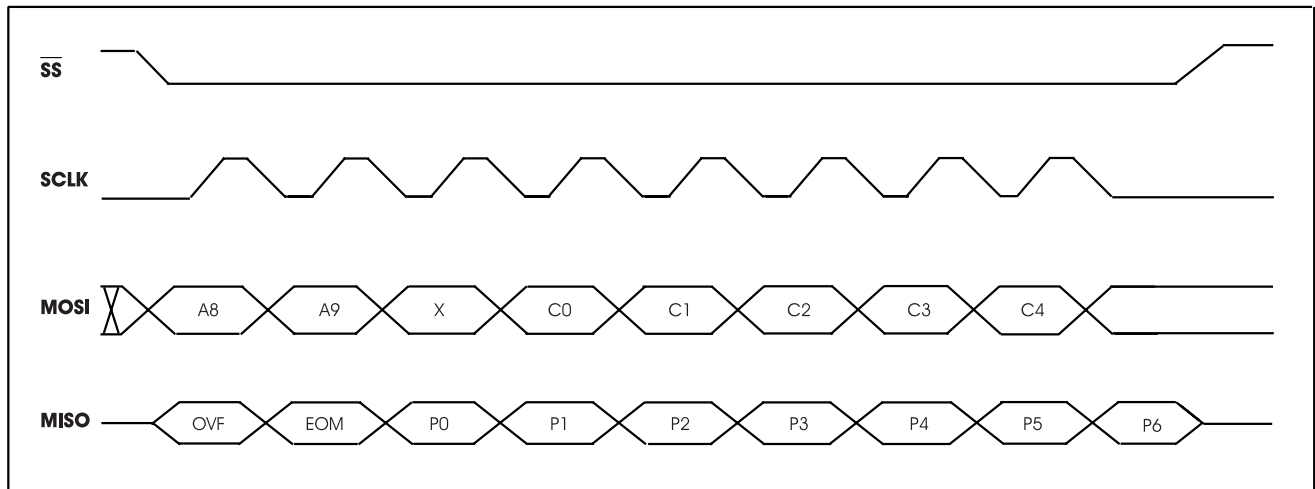 SS
SCLK
MOSI A8 A9 X C0 C1 C2 C3 C4
MISO OVF EOM P0 P1 P2 P3 P4 P5 P6